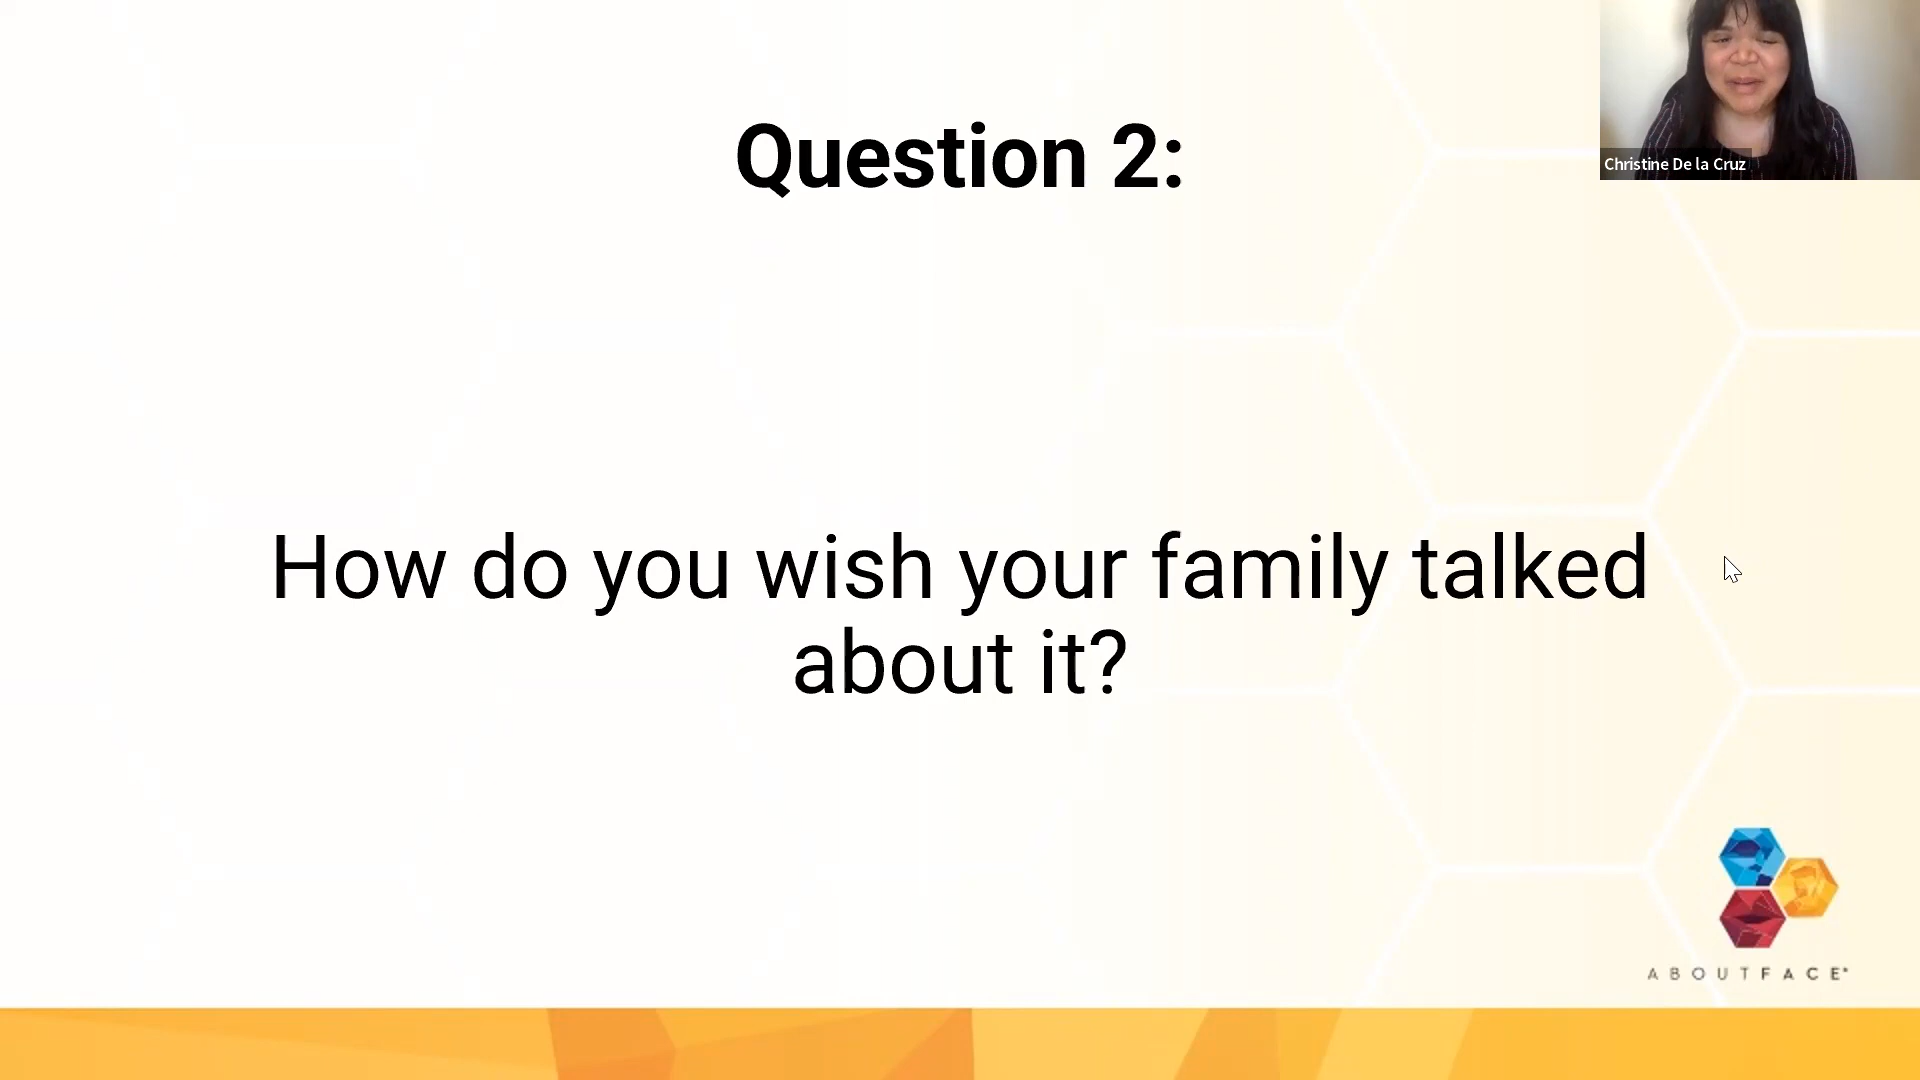 Question 2:
Christine De la Cruz
How do you wish your family talked
about it?
ABOUTFACE®